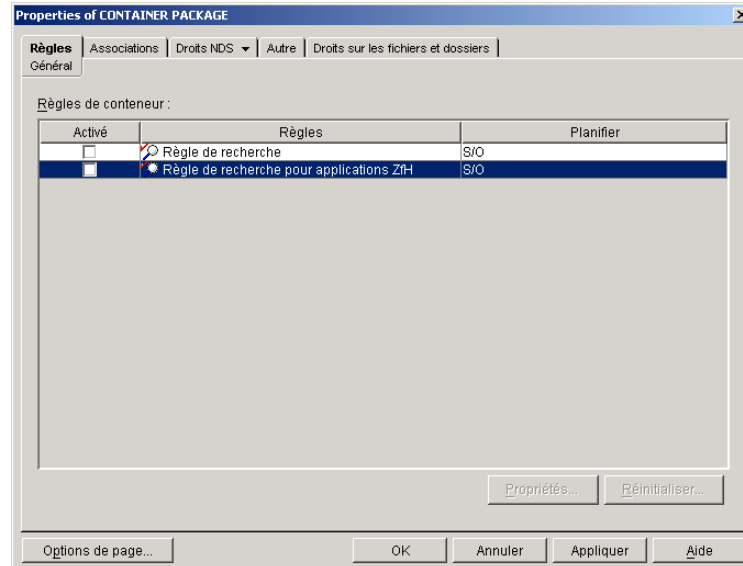 Properties of CONTAINER PACKAGE
Règles Associations Droits NDS Autre Droits sur les fichiers et dossiers
Général
Règles de conteneur :
Activé Règles Planifier
Règle de recherche S/O
Règle de recherche pour applications ZfH S/O
Propriétés... Réinitialiser...
Options de page... OK Annuler Appliquer Aide